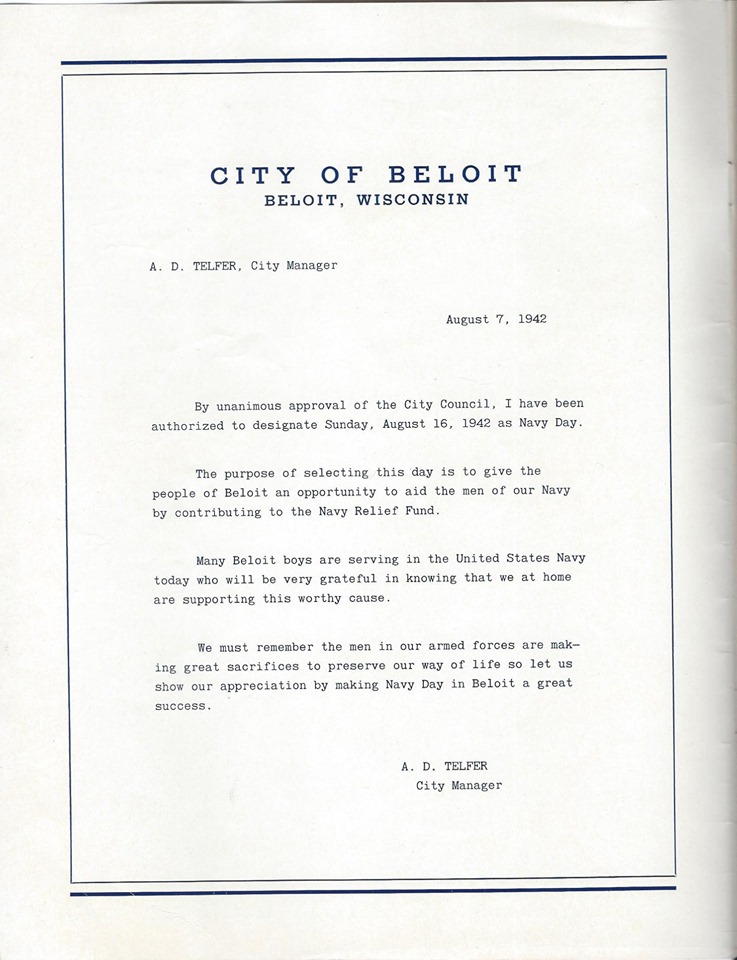 CITY OF BELOIT
BELOIT, WISCONSIN
A. D. TELFER, City Manager
August 7, 1942
By unanimous approval of the City Council, I have been
authorized to designate Sunday, August 16, 1942 as Navy Day.
The purpose of selecting this day is to give the
people of Beloit an opportunity to aid the men of our Navy
by contributing to the Navy Relief Fund.
Many Beloit boys are serving in the United States Navy
today who will be very grateful in knowing that we at home
are supporting this worthy cause.
We must remember the men in our armed forces are mak-
ing great sacrifices to preserve our way of life so let us
show our appreciation by making Navy Day in Beloit a great
success.
A. D. TELFER
City Manager